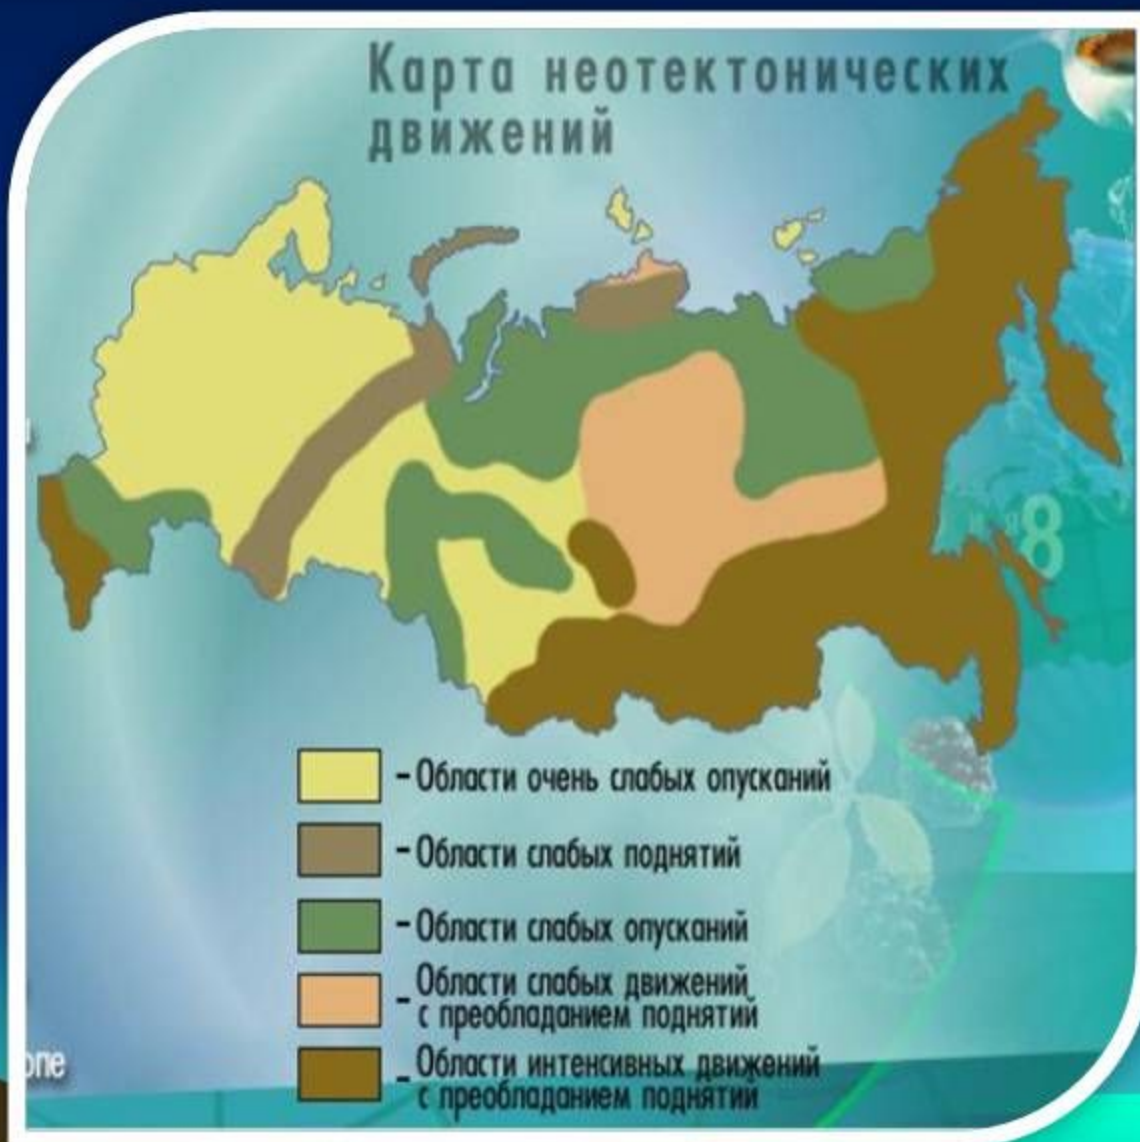 Карта неотектонических
движений
8
- Области очень слабых опусканий
- Области слабых поднятий
- Области слабых опусканий
- Области слабых движений
с преобладанием поднятий
- Области интенсивных движений
с преобладанием поднятий